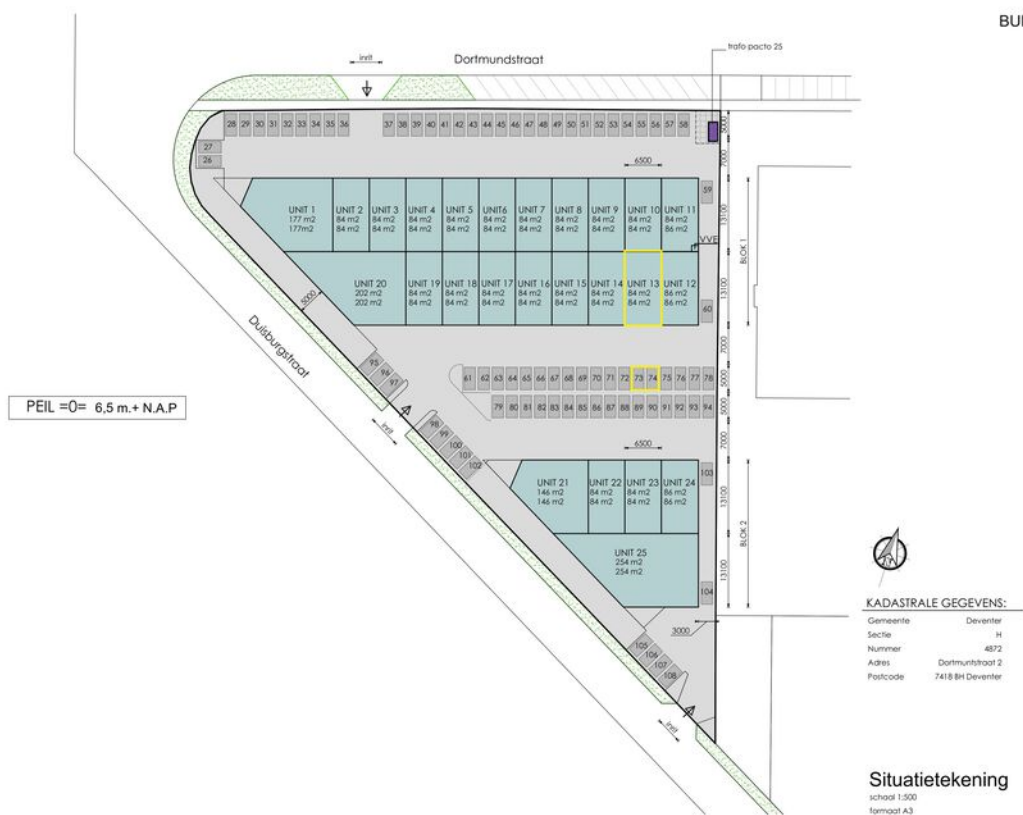 BUI
trafo pacto 25
inrit
Dortmundstraat
28 29 30 31 32 33 34 35 36
37 38 39 40 41 42 43 44 45 46 47 48 49 50 51 52 53 54 55 56 57 58
5000
27
26
7000
6500
59
UNIT 1
177 m2
177m2
UNIT 2
84 m2
84 m2
UNIT 3
84 m2
84 m2
UNIT 4
84 m2
84 m2
UNIT 5
84 m2
84 m2
UNIT6
84 m2
84 m2
UNIT 7
84 m2
84 m2
UNIT 8
84 m2
84 m2
UNIT 9
84 m2
84 m2
UNIT 10
84 m2
84 m2
UNIT 11
84 m2
86 m2
13100
VVE
BLOK 1
UNIT 20
202 m2
202 m2
UNIT 19
84 m2
84 m2
UNIT 18
84 m2
84 m2
UNIT 17
84 m2
84 m2
UNIT 16
84 m2
84 m2
UNIT 15
84 m2
84 m2
UNIT 14
84 m2
84 m2
UNIT 13
84 m2
84 m2
UNIT 12
86 m2
86 m2
13100
60
5000
Duisburgstraat
7000
95
96
97
61 62 63 64 65 66 67 68 69 70 71 72 73 74 75 76 77 78
5000
79 80 81 82 83 84 85 86 87 88 89 90 91 92 93 94
5000
PEIL =0= 6,5 m.+ N.A.P
inrit
98
99
100
101
102
7000
6500
103
UNIT 21
146 m2
146 m2
UNIT 22
84 m2
84 m2
UNIT 23
84 m2
84 m2
UNIT 24
86 m2
86 m2
13100
BLOK 2
UNIT 25
254 m2
254 m2
13100
104
3000
105
106
107
108
inrit
KADASTRALE GEGEVENS:
Gemeente Deventer
Sectie H
Nummer 4872
Adres Dortmuntstraat 2
Postcode 7418 BH Deventer
Situatietekening
schaal 1:500
formaat A3